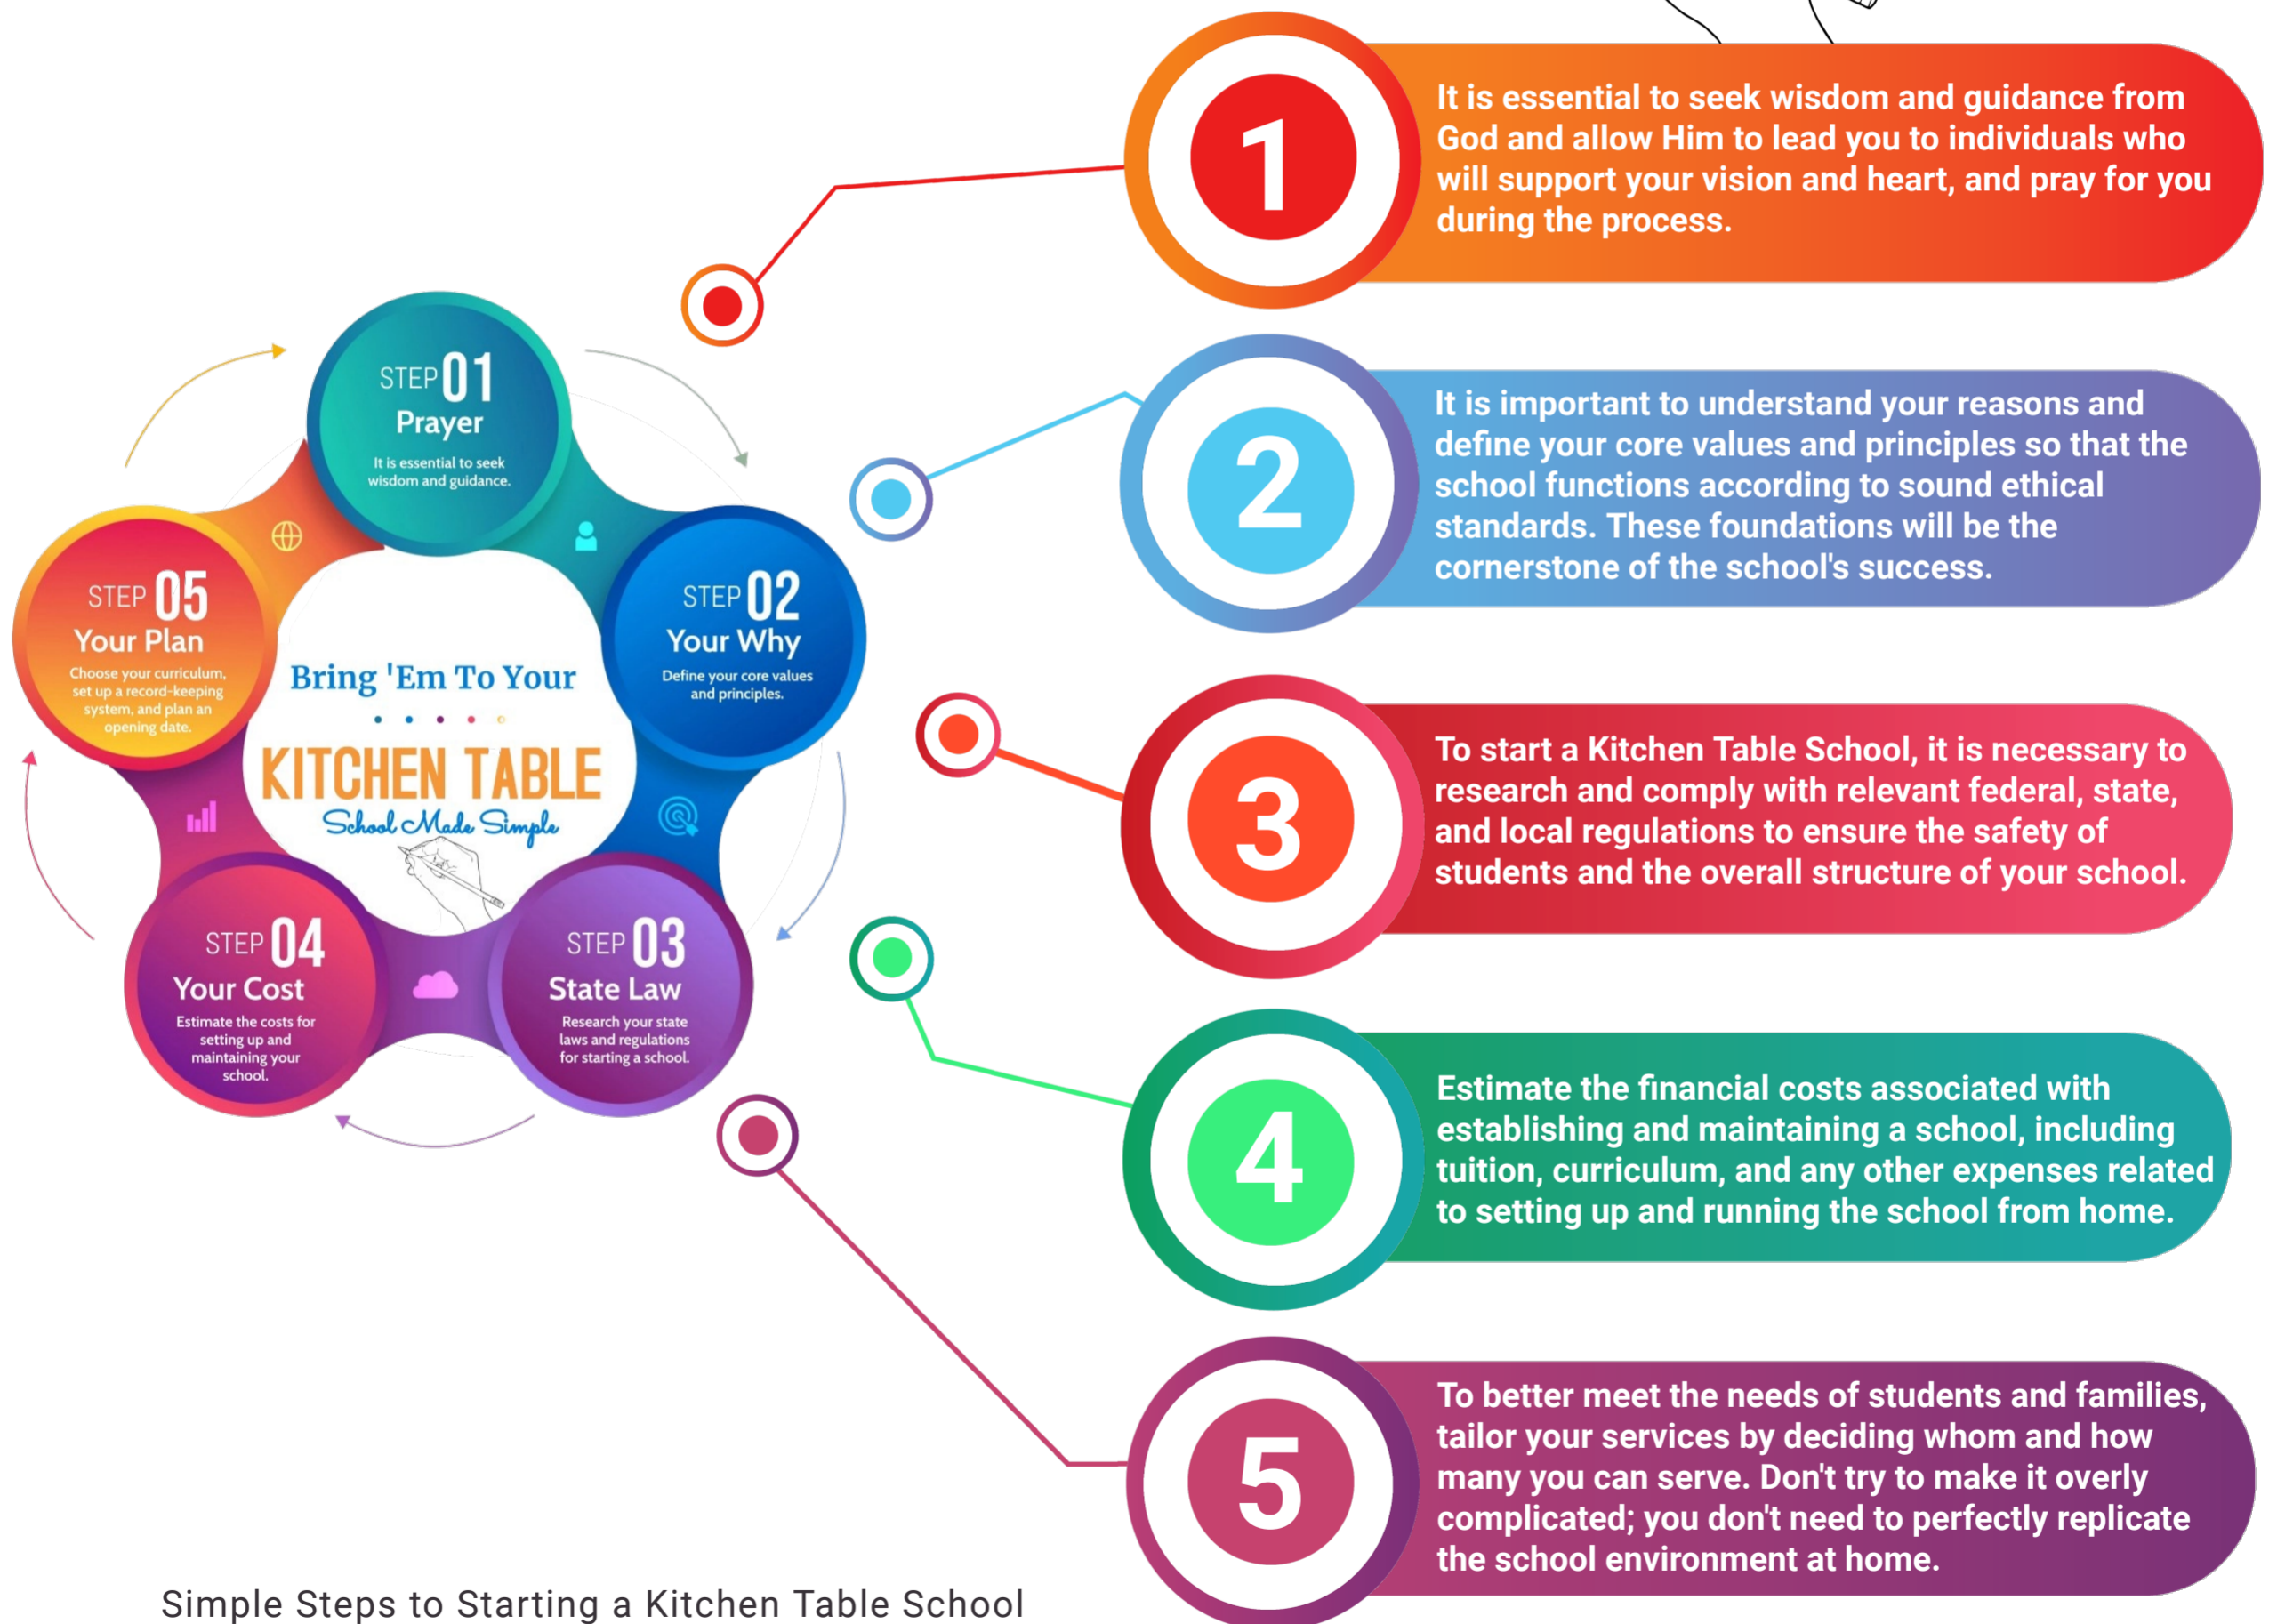 STEP 01
Prayer
It is essential to seek
wisdom and guidance.
STEP 02
Your Why
Define your core values
and principles.
STEP 03
State Law
Research your state
laws and regulations
for starting a school.
STEP 04
Your Cost
Estimate the costs for
setting up and
maintaining your
school.
STEP 05
Your Plan
Choose your curriculum,
set up a record-keeping
system, and plan an
opening date.
Bring 'Em To Your
KITCHEN TABLE
School Made Simple
1
It is essential to seek wisdom and guidance from
God and allow Him to lead you to individuals who
will support your vision and heart, and pray for you
during the process.
2
It is important to understand your reasons and
define your core values and principles so that the
school functions according to sound ethical
standards. These foundations will be the
cornerstone of the school's success.
3
To start a Kitchen Table School, it is necessary to
research and comply with relevant federal, state,
and local regulations to ensure the safety of
students and the overall structure of your school.
4
Estimate the financial costs associated with
establishing and maintaining a school, including
tuition, curriculum, and any other expenses related
to setting up and running the school from home.
5
To better meet the needs of students and families,
tailor your services by deciding whom and how
many you can serve. Don't try to make it overly
complicated; you don't need to perfectly replicate
the school environment at home.
Simple Steps to Starting a Kitchen Table School